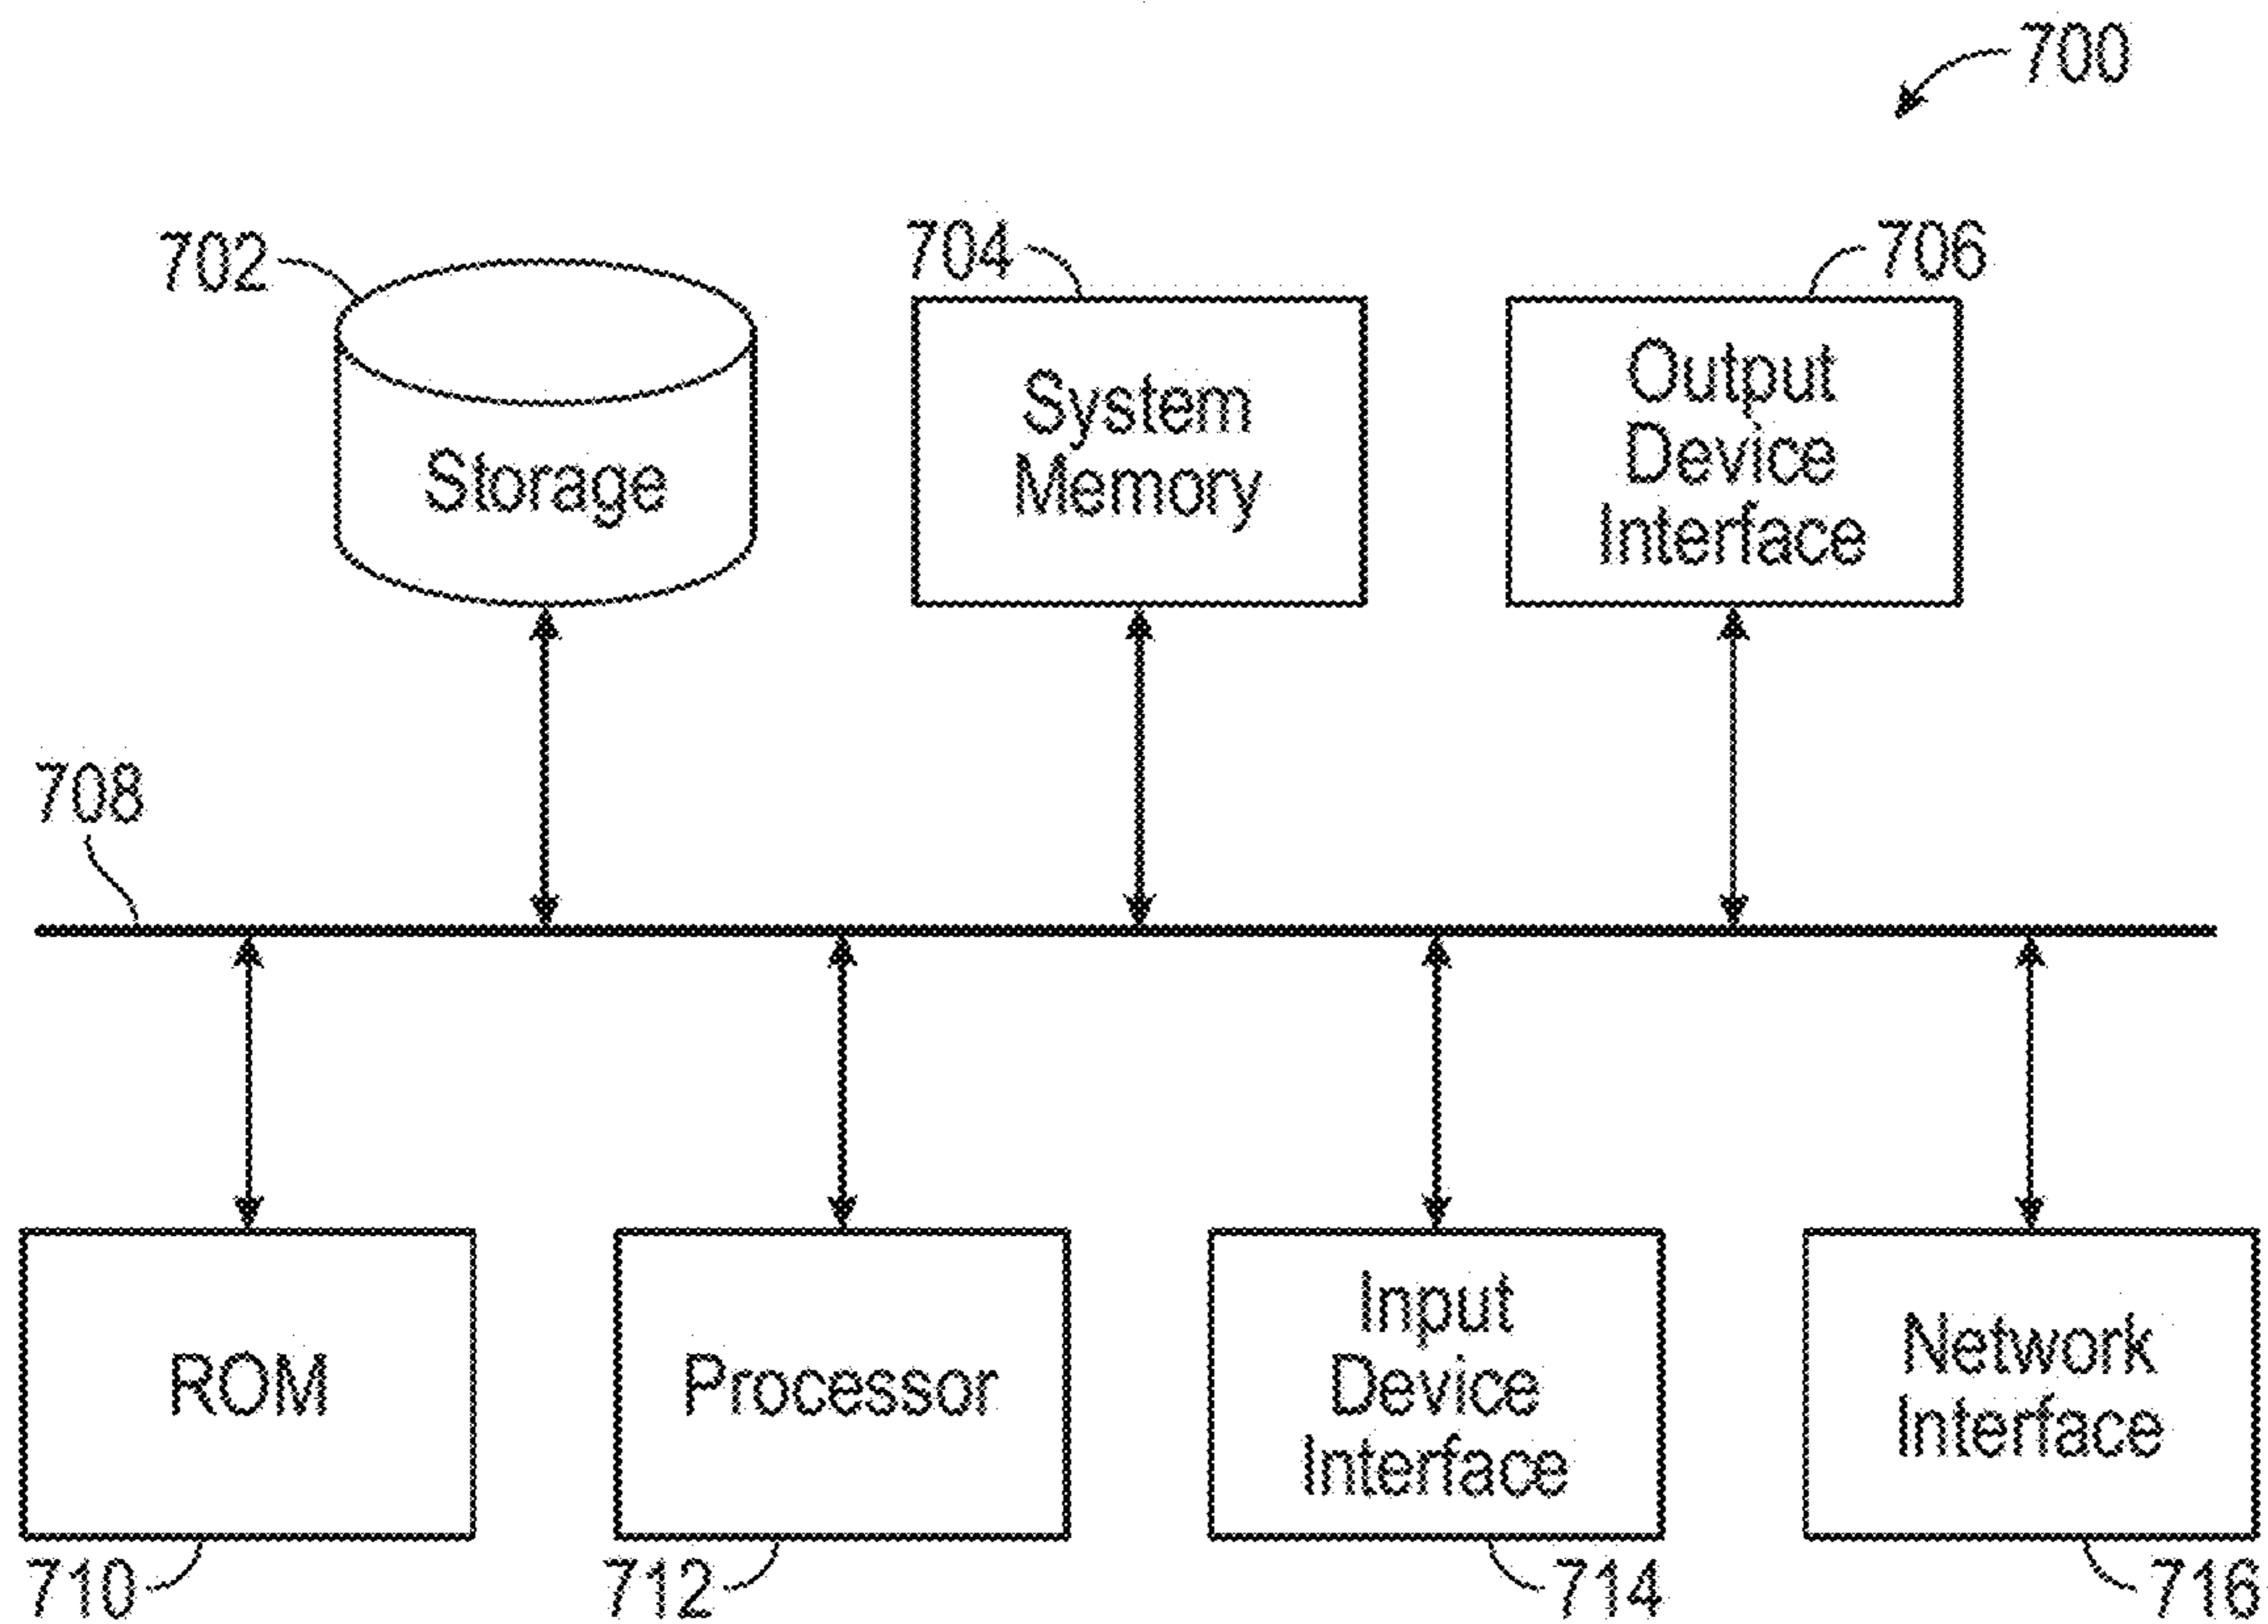 700
702
704
706
Storage
System
Memory
Output
Device
Interface
708
ROM
Processor
Input
Device
Interface
Network
Interface
710
712
714
716